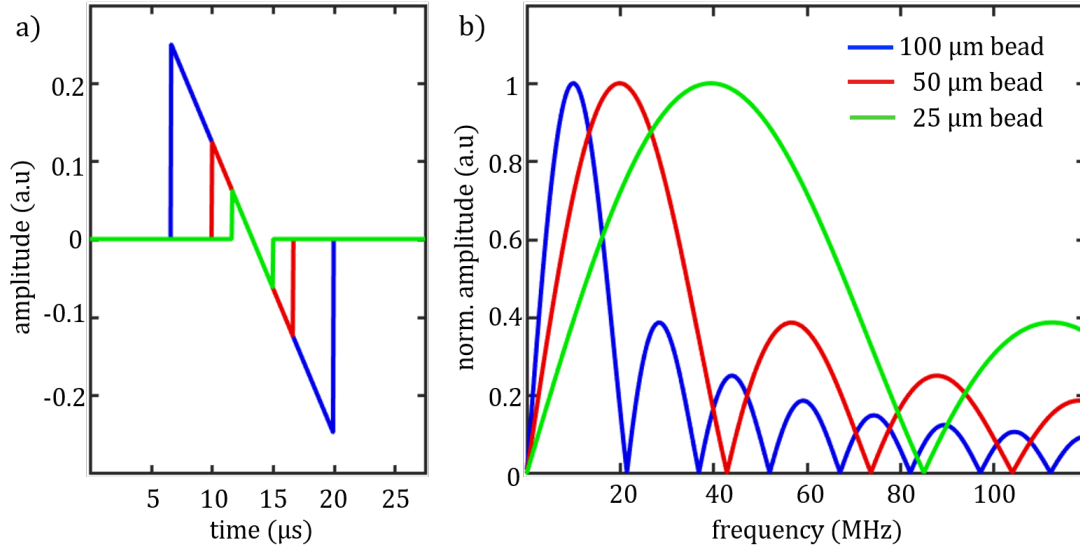 a)
amplitude (a.u)
0.2
0.1
0
-0.1
-0.2
5 10 15 20 25
time (µs)
b)
norm. amplitude (a.u)
1
0.8
0.6
0.4
0.2
0
20 40 60 80 100
frequency (MHz)
100 µm bead
50 µm bead
25 µm bead